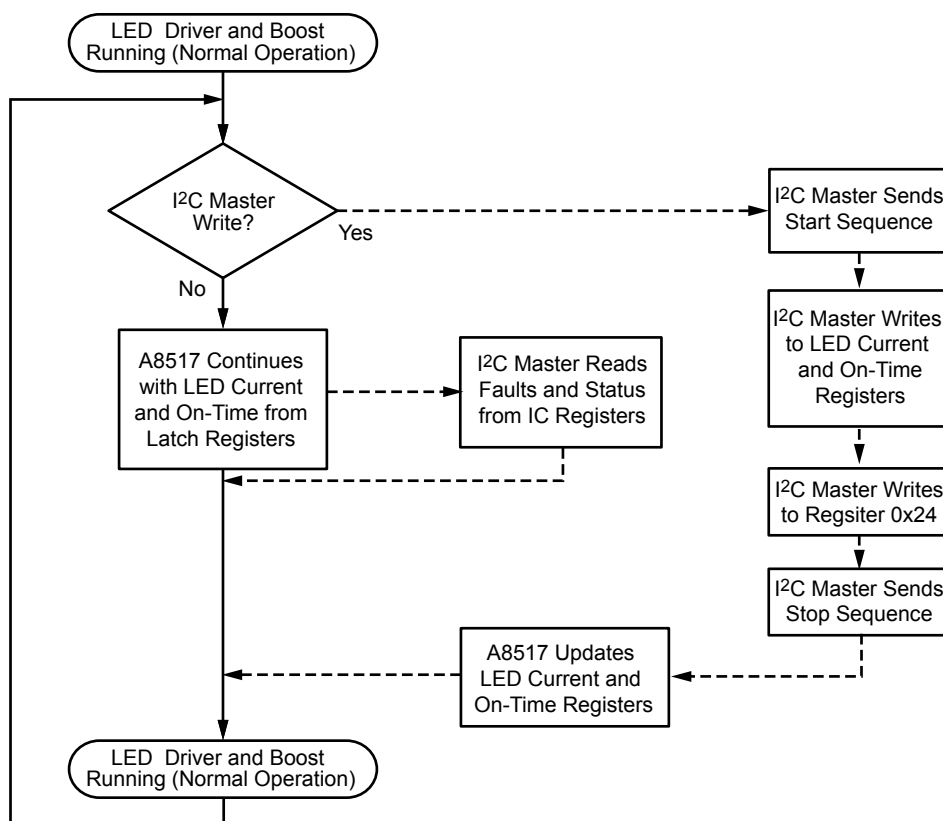 LED Driver and Boost
Running (Normal Operation)
I²C Master
Write?
Yes
No
I²C Master Sends
Start Sequence
I²C Master Writes
to LED Current
and On-Time
Registers
A8517 Continues
with LED Current
and On-Time from
Latch Registers
I²C Master Reads
Faults and Status
from IC Registers
I²C Master Writes
to Regsiter 0x24
I²C Master Sends
Stop Sequence
A8517 Updates
LED Current and
On-Time Registers
LED Driver and Boost
Running (Normal Operation)